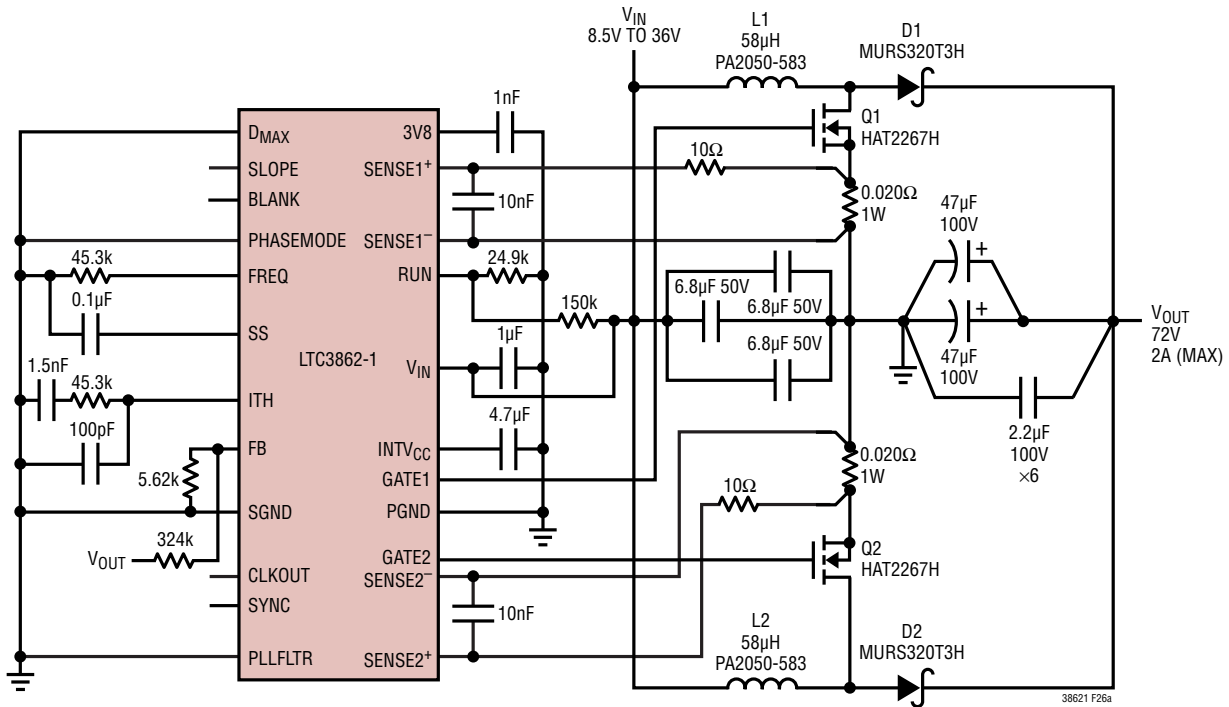 VIN
8.5V TO 36V
L1
58µH
PA2050-583
D1
MURS320T3H
1nF
DMAX
3V8
Q1
HAT2267H
SLOPE
SENSE1+
10Ω
BLANK
10nF
0.020Ω
1W
47µF
100V
PHASEMODE
SENSE1–
45.3k
FREQ
RUN
24.9k
+
0.1µF
6.8µF 50V
6.8µF 50V
150k
SS
LTC3862-1
1µF
6.8µF 50V
+
VOUT
72V
2A (MAX)
1.5nF
VIN
47µF
100V
45.3k
ITH
100pF
4.7µF
2.2µF
100V
×6
FB
INTVCC
0.020Ω
1W
5.62k
GATE1
10Ω
SGND
PGND
324k
VOUT
GATE2
Q2
HAT2267H
CLKOUT
SENSE2–
SYNC
10nF
L2
58µH
PA2050-583
D2
MURS320T3H
PLLFLTR
SENSE2+
38621 F26a